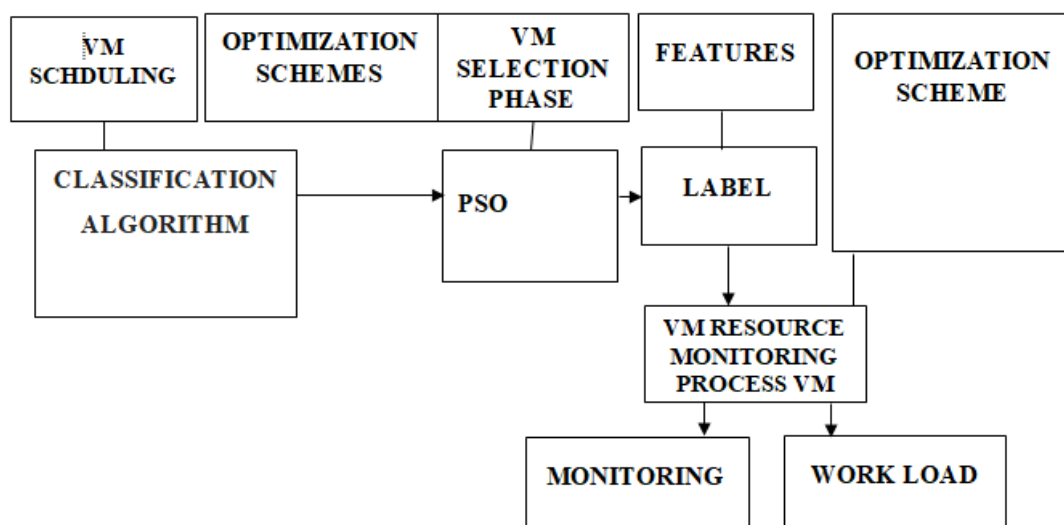 VM
SCHDULING
OPTIMIZATION
SCHEMES
VM
SELECTION
PHASE
FEATURES
OPTIMIZATION
SCHEME
CLASSIFICATION
ALGORITHM
PSO
LABEL
VM RESOURCE
MONITORING
PROCESS VM
MONITORING
WORK LOAD